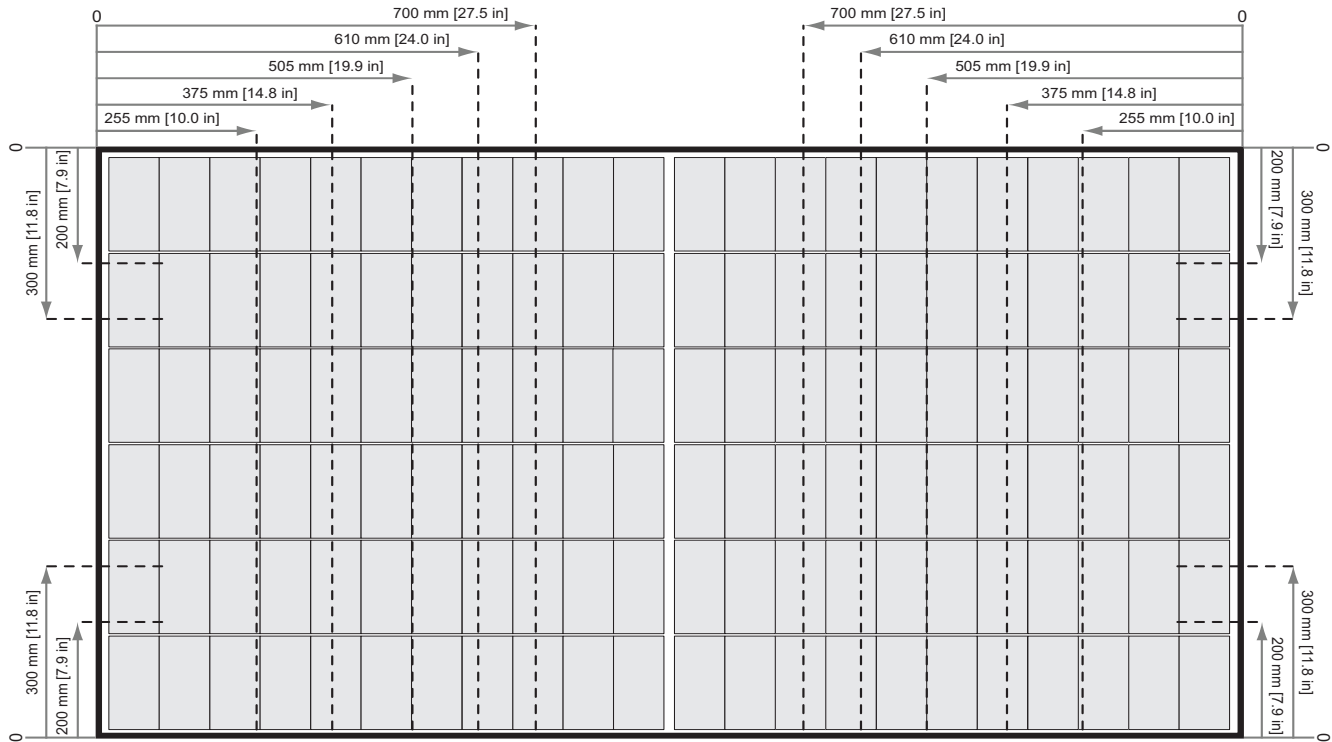 0
700 mm [27.5 in]
700 mm [27.5 in]
0
610 mm [24.0 in]
610 mm [24.0 in]
505 mm [19.9 in]
505 mm [19.9 in]
375 mm [14.8 in]
375 mm [14.8 in]
255 mm [10.0 in]
255 mm [10.0 in]
0
0
300 mm [11.8 in]
200 mm [7.9 in]
200 mm [7.9 in]
300 mm [11.8 in]
300 mm [11.8 in]
200 mm [7.9 in]
200 mm [7.9 in]
300 mm [11.8 in]
0
0